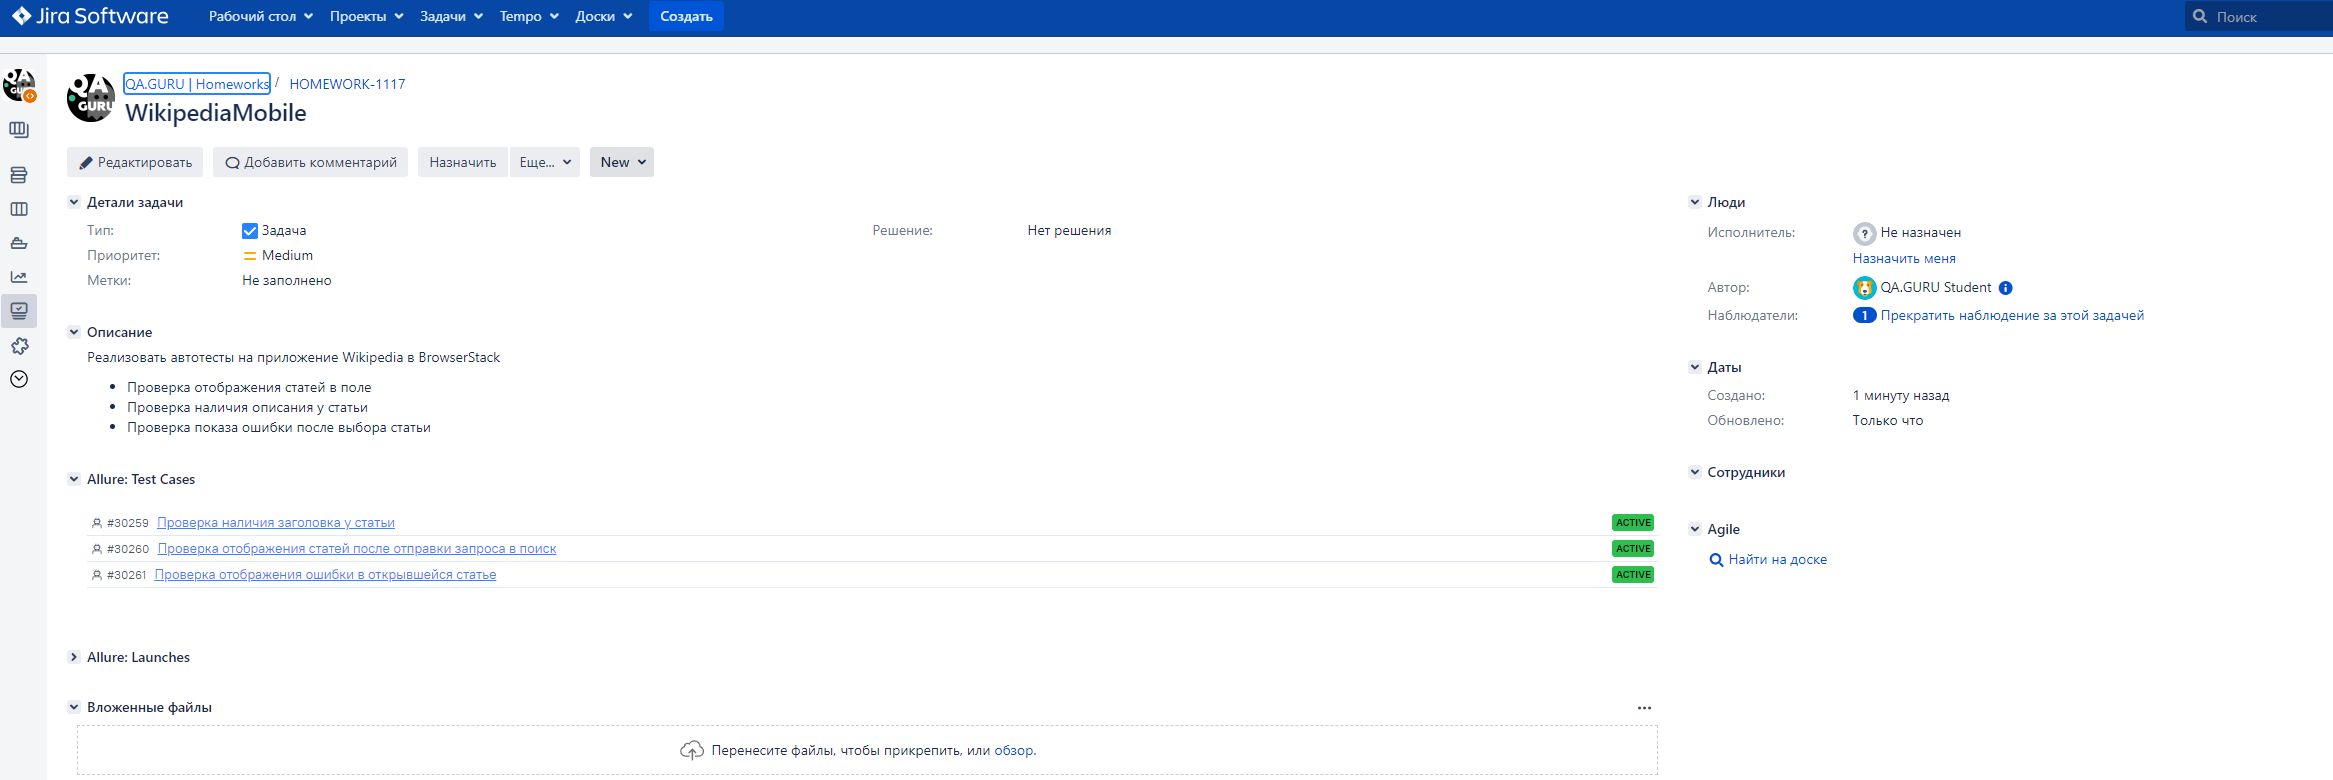 Jira Software Рабочий стол Проекты Задачи Tempo Доски Создать Поиск
QA.GURU | Homeworks / HOMEWORK-1117
WikipediaMobile
Редактировать Добавить комментарий Назначить Еще... New
Детали задачи
Тип: Задача Решение: Нет решения
Приоритет: Medium
Метки: Не заполнено
Описание
Реализовать автотесты на приложение Wikipedia в BrowserStack
• Проверка отображения статей в поле
• Проверка наличия описания у статьи
• Проверка показа ошибки после выбора статьи
Allure: Test Cases
#30259 Проверка наличия заголовка у статьи ACTIVE
#30260 Проверка отображения статей после отправки запроса в поиск ACTIVE
#30261 Проверка отображения ошибки в открывшейся статье ACTIVE
Allure: Launches
Вложенные файлы
Перенесите файлы, чтобы прикрепить, или обзор.
Люди
Исполнитель: Не назначен
Назначить меня
Автор: QA.GURU Student
Наблюдатели: 1 Прекратить наблюдение за этой задачей
Даты
Создано: 1 минуту назад
Обновлено: Только что
Сотрудники
Agile
Найти на доске